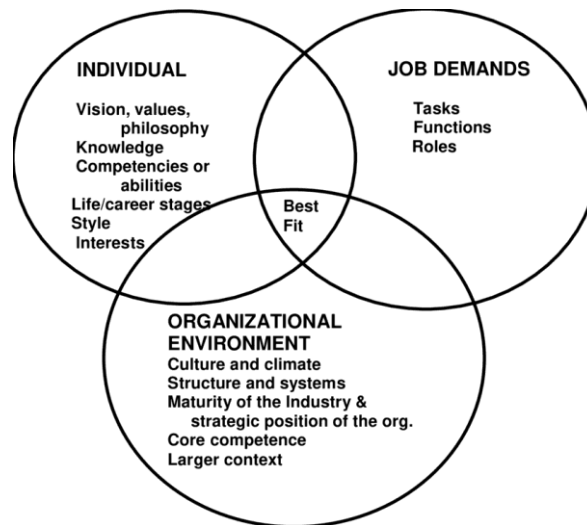 INDIVIDUAL
Vision, values,
philosophy
Knowledge
Competencies or
abilities
Life/career stages
Style
Interests
JOB DEMANDS
Tasks
Functions
Roles
Best
Fit
ORGANIZATIONAL
ENVIRONMENT
Culture and climate
Structure and systems
Maturity of the Industry &
strategic position of the org.
Core competence
Larger context